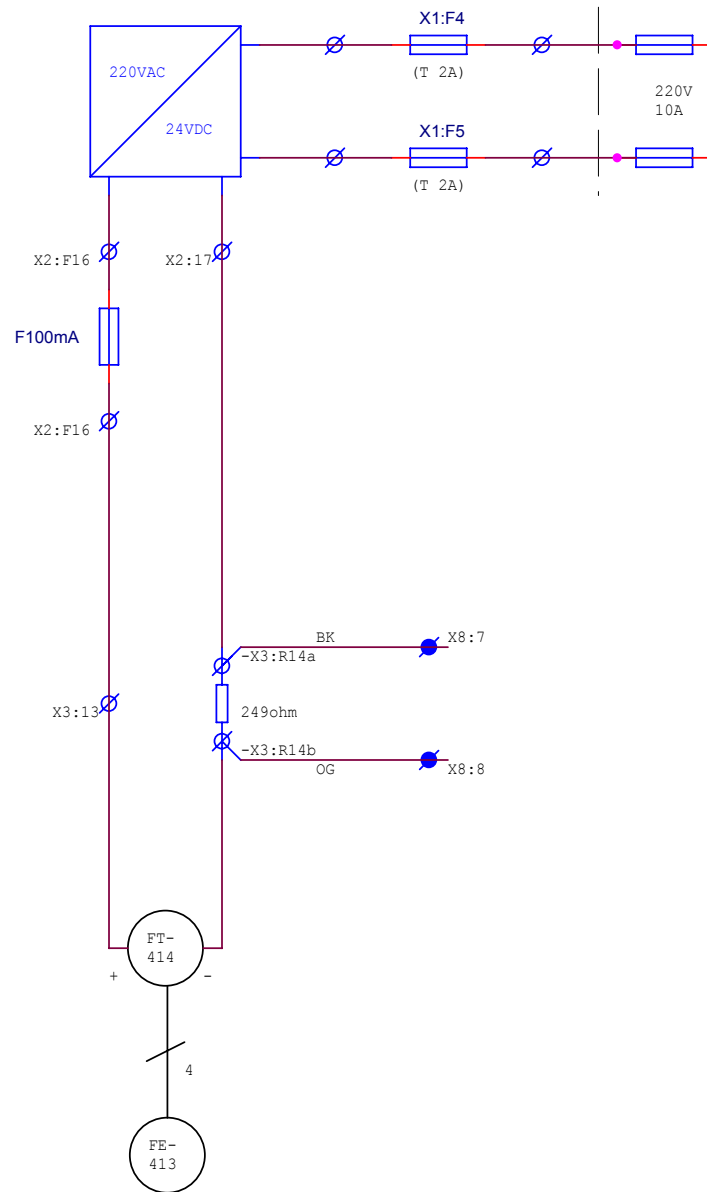 X1:F4
220VAC
(T 2A)
220V
10A
24VDC
X1:F5
(T 2A)
X2:F16
X2:17
F100mA
X2:F16
BK
X8:7
-X3:R14a
X3:13
249ohm
-X3:R14b
OG
X8:8
FT-
414
+
-
4
FE-
413